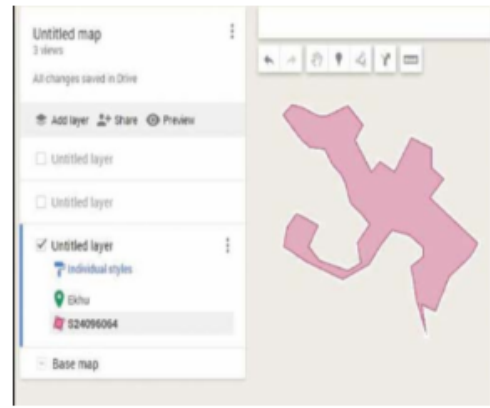 Untitled map
3 views
All changes saved in Drive
Add layer Share Preview
Untitled layer
Untitled layer
Untitled layer
Individual styles
Ekhu
S24096064
Base map